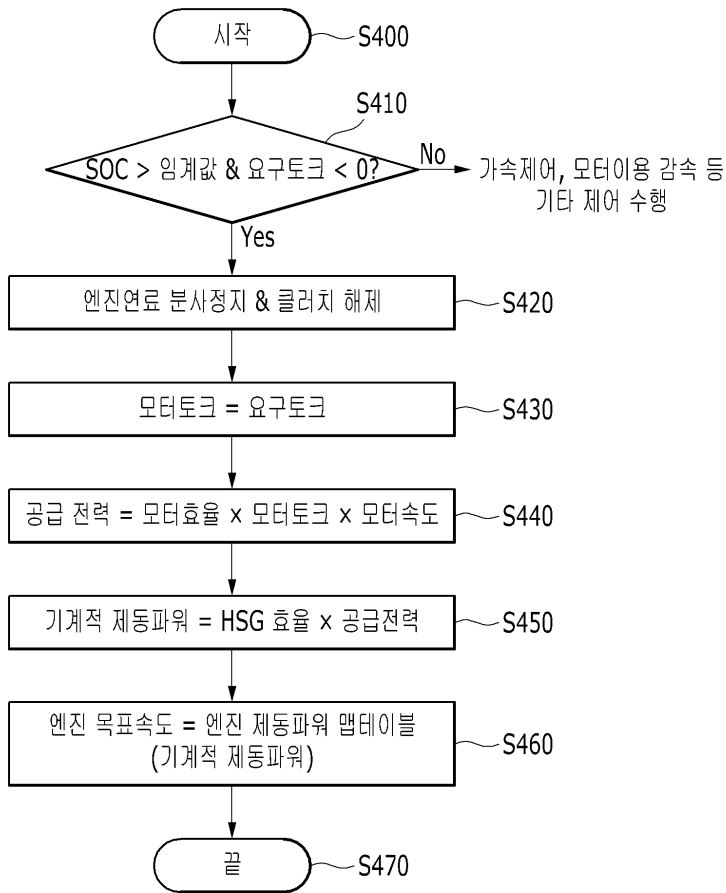 시작
S400
S410
SOC > 임계값 & 요구토크 < 0?
No
가속제어, 모터이용 감속 등
기타 제어 수행
Yes
엔진연료 분사정지 & 클러치 해제
S420
모터토크 = 요구토크
S430
공급 전력 = 모터효율 × 모터토크 × 모터속도
S440
기계적 제동파워 = HSG 효율 × 공급전력
S450
엔진 목표속도 = 엔진 제동파워 맵테이블
(기계적 제동파워)
S460
끝
S470